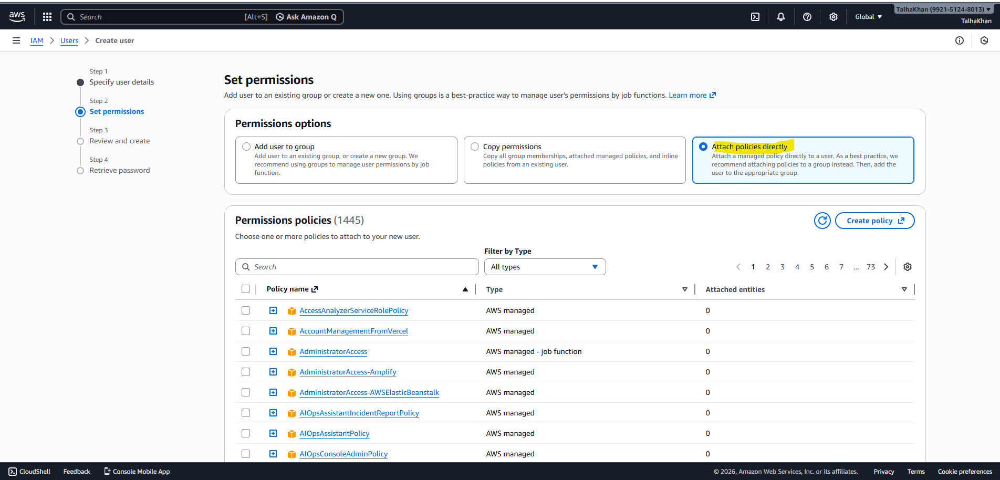 aws
Search [Alt+S] Ask Amazon Q
Global
TalhaKhan (9921-5124-8013)
TalhaKhan
IAM
Users
Create user
Step 1
Specify user details
Step 2
Set permissions
Step 3
Review and create
Step 4
Retrieve password
Set permissions
Add user to an existing group or create a new one. Using groups is a best-practice way to manage user's permissions by job functions. Learn more
Permissions options
Add user to group
Add user to an existing group, or create a new group. We
recommend using groups to manage user permissions by job
function.
Copy permissions
Copy all group memberships, attached managed policies, and inline
policies from an existing user.
Attach policies directly
Attach a managed policy directly to a user. As a best practice, we
recommend attaching policies to a group instead. Then, add the
user to the appropriate group.
Permissions policies (1445)
Create policy
Choose one or more policies to attach to your new user.
Filter by Type
Search
All types
1 2 3 4 5 6 7 ... 73
Policy name Type Attached entities
AccessAnalyzerServiceRolePolicy AWS managed 0
AccountManagementFromVercel AWS managed 0
AdministratorAccess AWS managed - job function 0
AdministratorAccess-Amplify AWS managed 0
AdministratorAccess-AWSElasticBeanstalk AWS managed 0
AIOpsAssistantIncidentReportPolicy AWS managed 0
AIOpsAssistantPolicy AWS managed 0
AIOpsConsoleAdminPolicy AWS managed 0
CloudShell Feedback Console Mobile App © 2026, Amazon Web Services, Inc. or its affiliates. Privacy Terms Cookie preferences